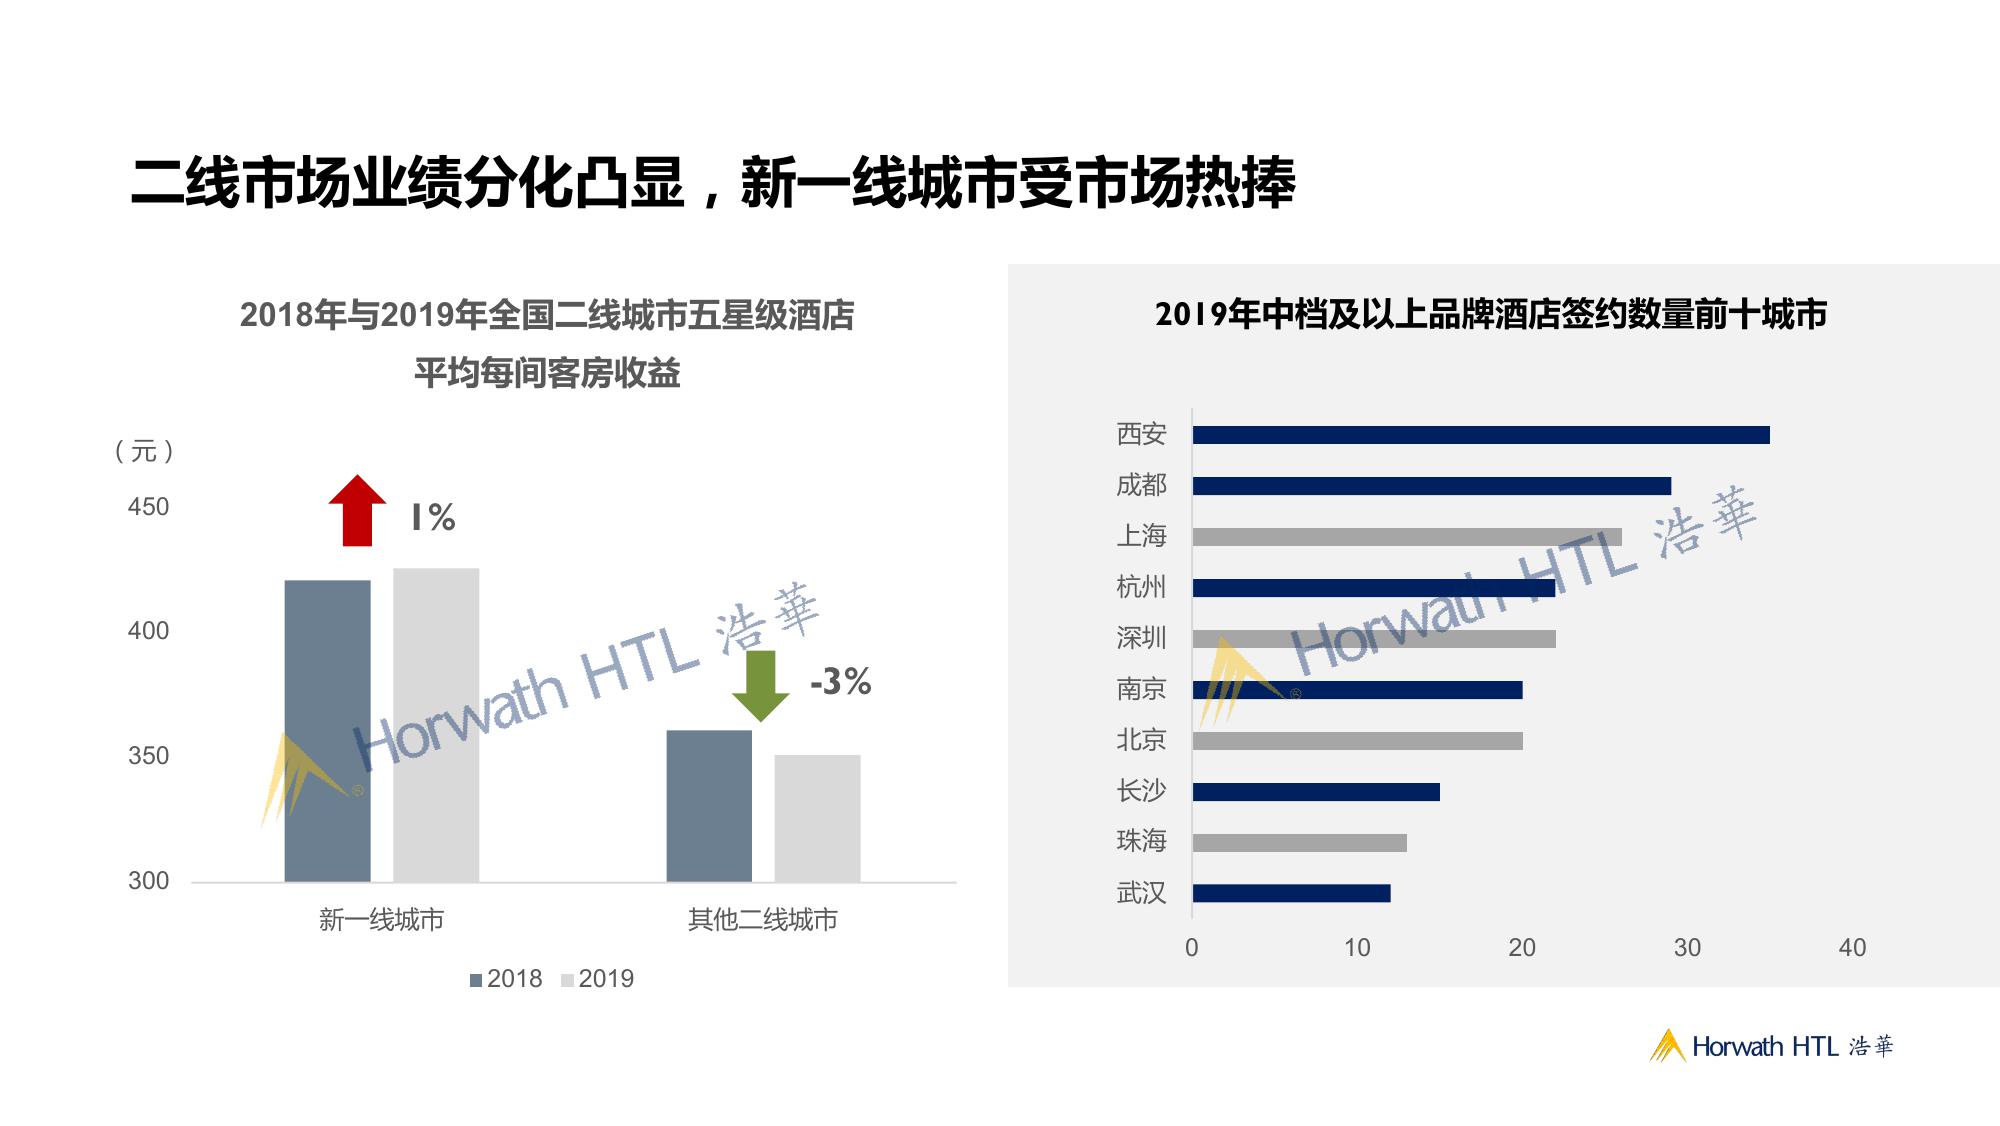 二线市场业绩分化凸显，新一线城市受市场热捧
2018年与2019年全国二线城市五星级酒店
平均每间客房收益
（元）
450
400
350
300
1%
-3%
新一线城市
其他二线城市
2018
2019
Horwath HTL 浩華
®
2019年中档及以上品牌酒店签约数量前十城市
西安
成都
上海
杭州
深圳
南京
北京
长沙
珠海
武汉
0 10 20 30 40
Horwath HTL 浩華
®
Horwath HTL 浩華